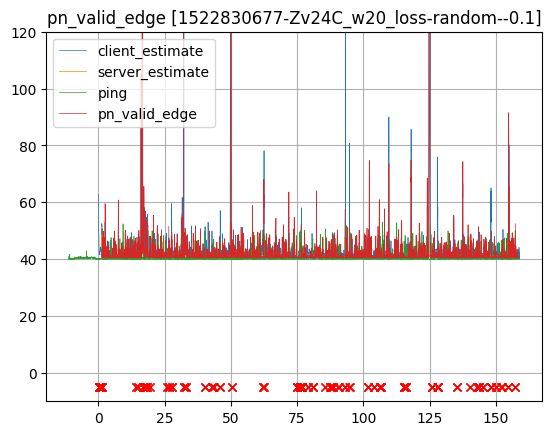 pn_valid_edge [1522830677-Zv24C_w20_loss-random--0.1]
120
100
80
60
40
20
0
client_estimate
server_estimate
ping
pn_valid_edge
0 25 50 75 100 125 150